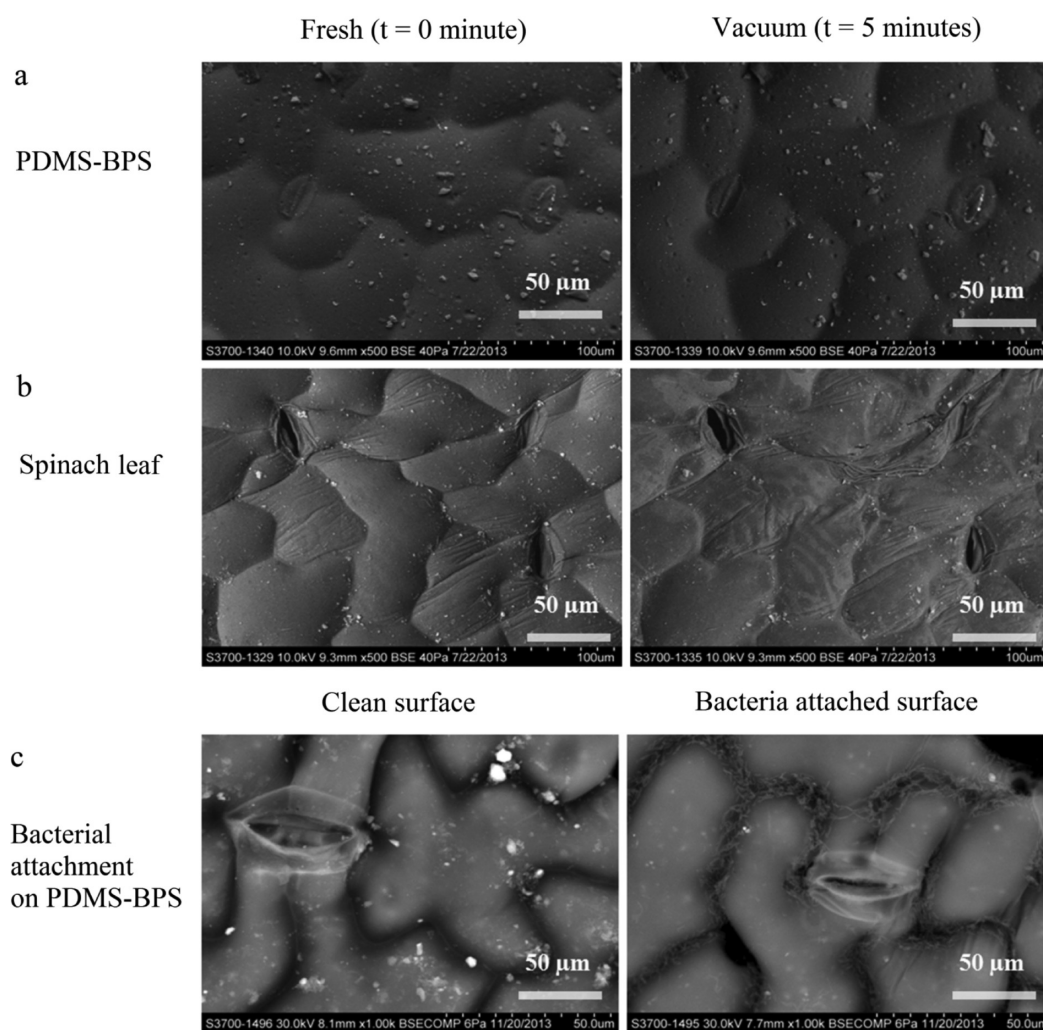 Fresh (t = 0 minute)
Vacuum (t = 5 minutes)
a
PDMS-BPS
50 µm
50 µm
S3700-1340 10.0kV 9.6mm x500 BSE 40Pa 7/22/2013
100um
S3700-1339 10.0kV 9.6mm x500 BSE 40Pa 7/22/2013
100um
b
Spinach leaf
50 µm
50 µm
S3700-1329 10.0kV 9.3mm x500 BSE 40Pa 7/22/2013
100um
S3700-1335 10.0kV 9.3mm x500 BSE 40Pa 7/22/2013
100um
Clean surface
Bacteria attached surface
c
Bacterial
attachment
on PDMS-BPS
50 µm
50 µm
S3700-1496 30.0kV 8.1mm x1.00k BSECOMP 6Pa 11/20/2013
50.0um
S3700-1495 30.0kV 7.7mm x1.00k BSECOMP 6Pa 11/20/2013
50.0um